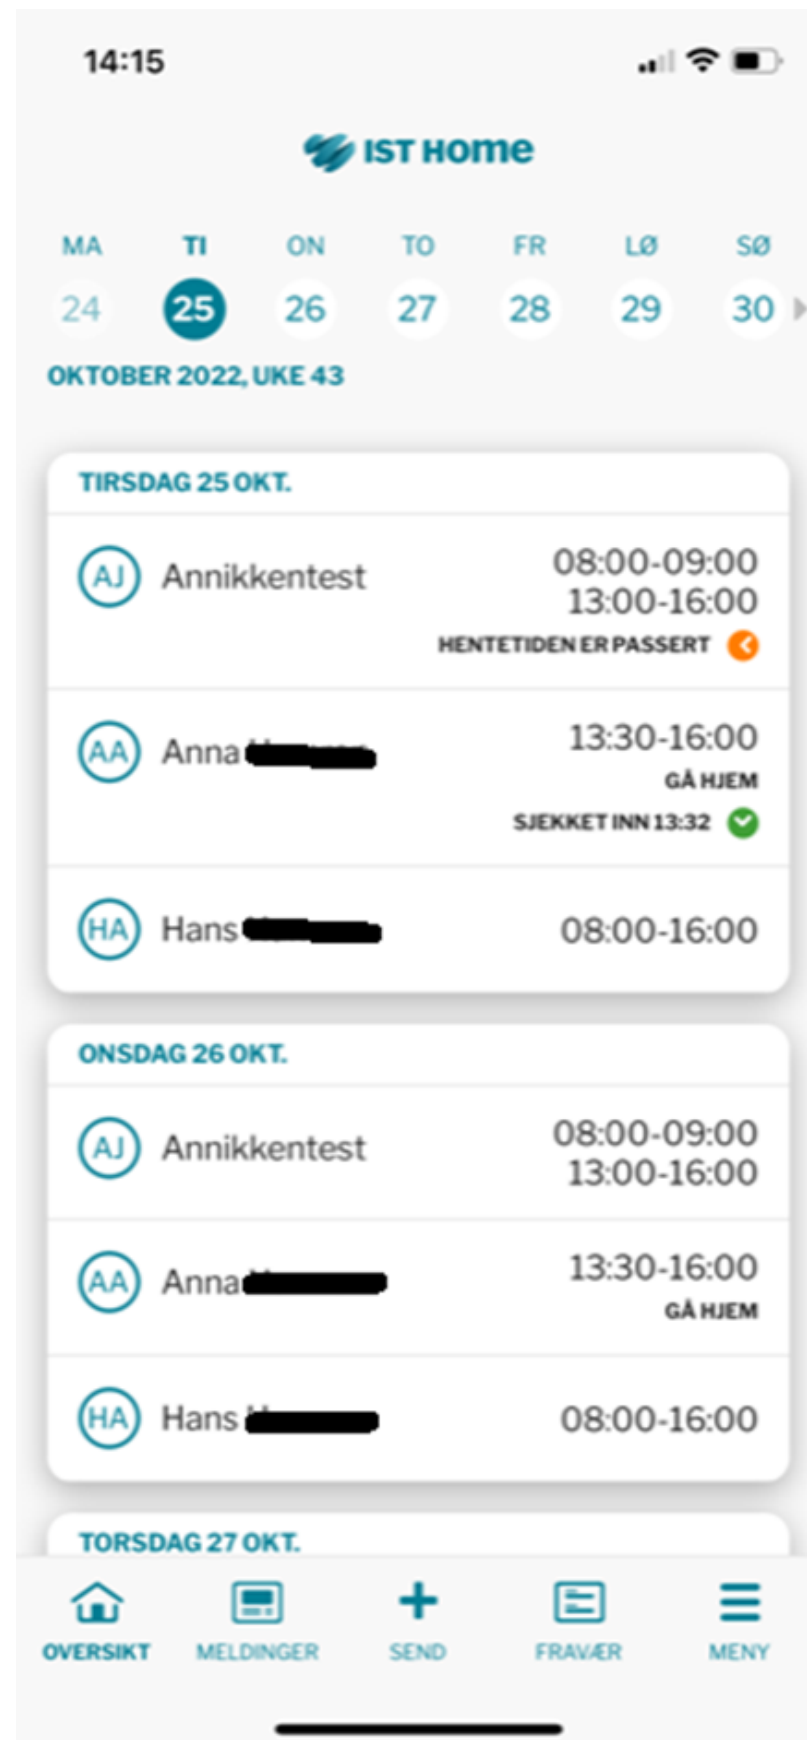 14:15
IST Home
MA TI ON TO FR LØ SØ
24 25 26 27 28 29 30
OKTOBER 2022, UKE 43
TIRSDAG 25 OKT.
AJ Annikkentest 08:00-09:00
13:00-16:00
HENTETIDEN ER PASSERT
AA Anna 13:30-16:00
GÅ HJEM
SJEKKET INN 13:32
HA Hans 08:00-16:00
ONSDAG 26 OKT.
AJ Annikkentest 08:00-09:00
13:00-16:00
AA Anna 13:30-16:00
GÅ HJEM
HA Hans 08:00-16:00
TORSDAG 27 OKT.
OVERSIKT MELDINGER SEND FRAVÆR MENY